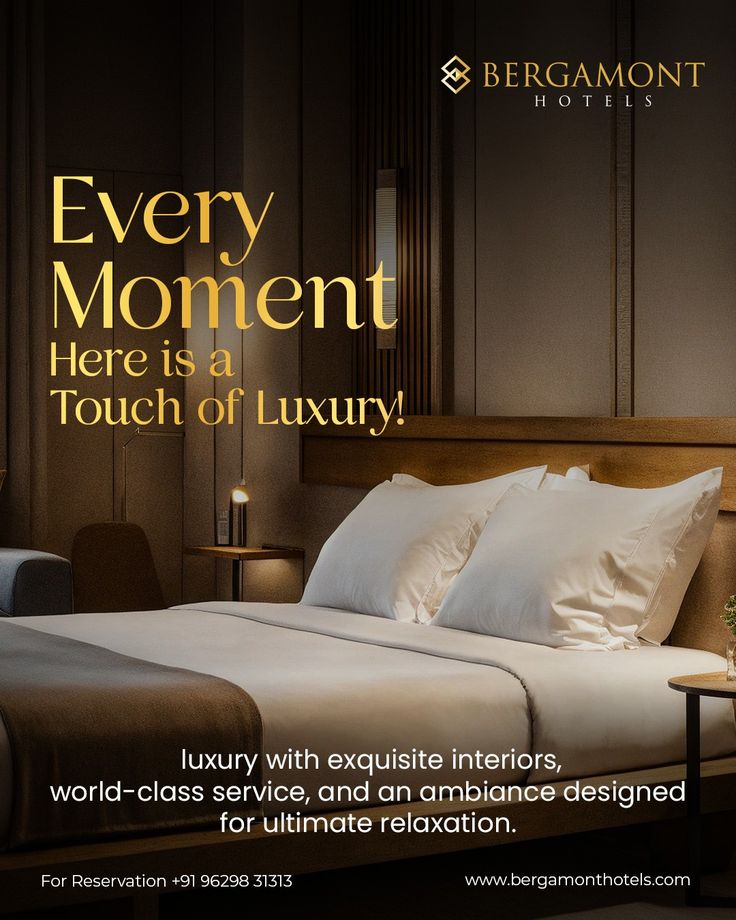 BERGAMONT
HOTELS
Every
Moment
Here is a
Touch of Luxury!
luxury with exquisite interiors,
world-class service, and an ambiance designed
for ultimate relaxation.
For Reservation +91 96298 31313
www.bergamonthotels.com